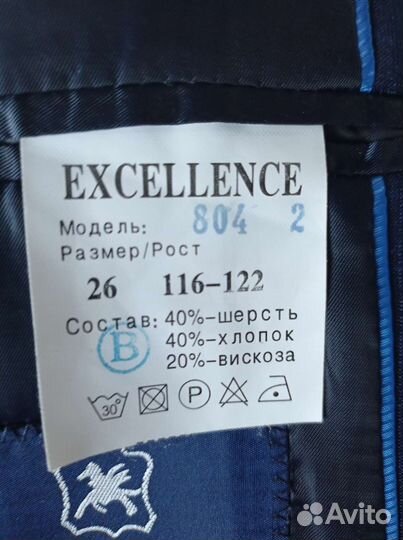 EXCELLENCE
Модель: 804 2
Размер/Рост
26 116-122
Состав: 40%-шерсть
40%-хлопок
20%-вискоза
B
30° P
Avito